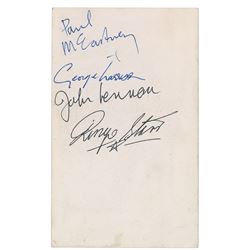 Paul
McCartney
George Harrison
John Lennon
Ringo Starr